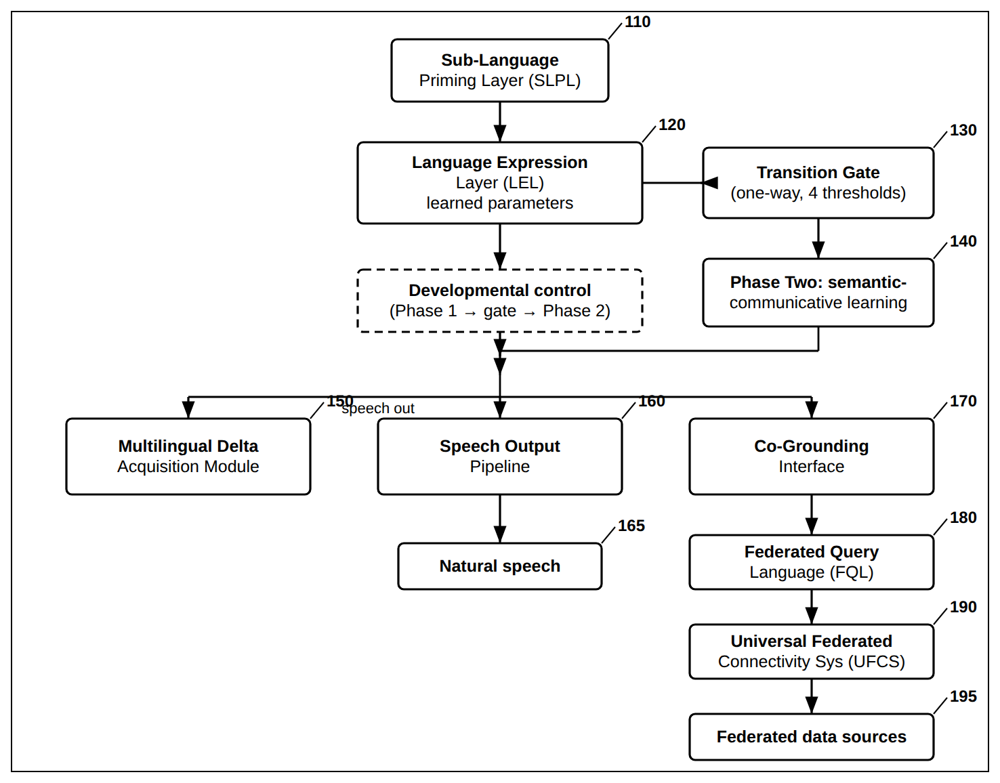 110
Sub-Language
Priming Layer (SLPL)
120
Language Expression
Layer (LEL)
learned parameters
130
Transition Gate
(one-way, 4 thresholds)
140
Phase Two: semantic-
communicative learning
Developmental control
(Phase 1 → gate → Phase 2)
150
speech out
160
170
Multilingual Delta
Acquisition Module
Speech Output
Pipeline
Co-Grounding
Interface
165
Natural speech
180
Federated Query
Language (FQL)
190
Universal Federated
Connectivity Sys (UFCS)
195
Federated data sources